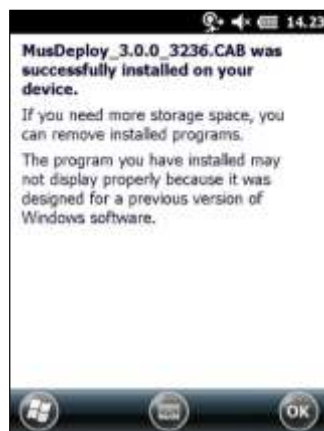 14.23
MusDeploy_3.0.0_3236.CAB was
successfully installed on your
device.
If you need more storage space, you
can remove installed programs.
The program you have installed may
not display properly because it was
designed for a previous version of
Windows software.
OK